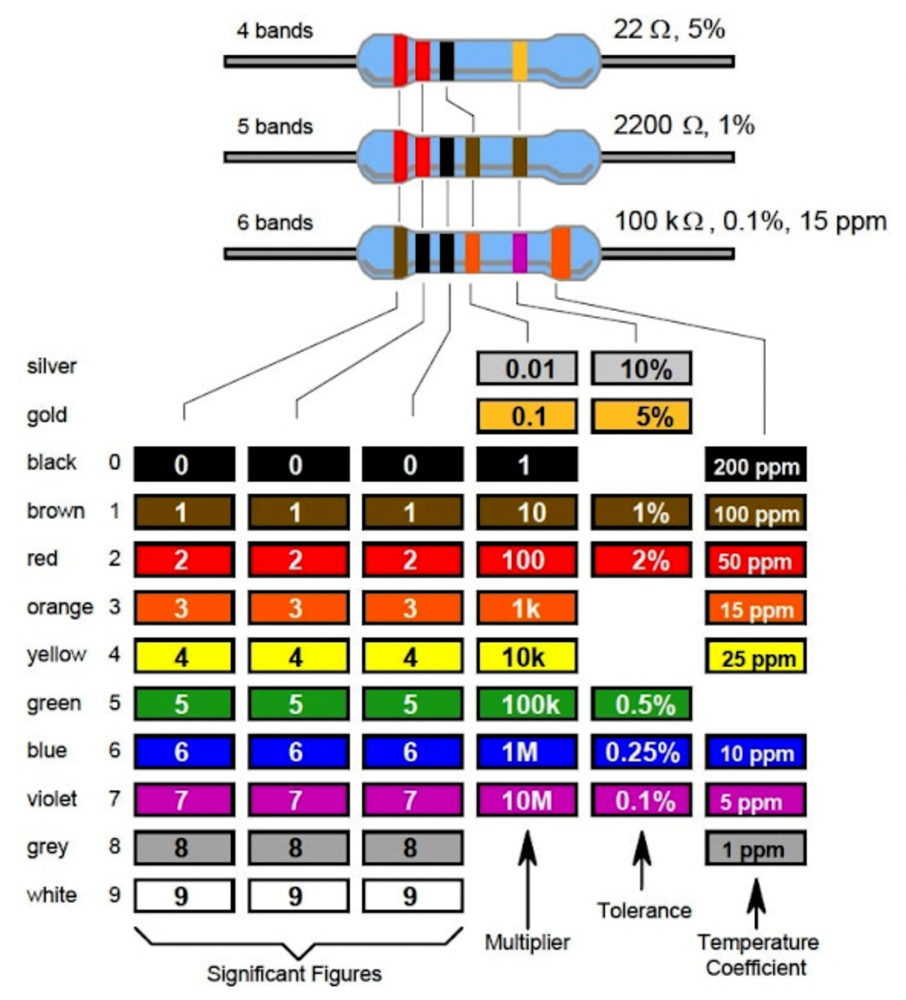 4 bands 22 Ω, 5%
5 bands 2200 Ω, 1%
6 bands 100 kΩ, 0.1%, 15 ppm
silver 0.01 10%
gold 0.1 5%
black 0 0 0 0 1 200 ppm
brown 1 1 1 1 10 1% 100 ppm
red 2 2 2 2 100 2% 50 ppm
orange 3 3 3 3 1k 15 ppm
yellow 4 4 4 4 10k 25 ppm
green 5 5 5 5 100k 0.5%
blue 6 6 6 6 1M 0.25% 10 ppm
violet 7 7 7 7 10M 0.1% 5 ppm
grey 8 8 8 8 1 ppm
white 9 9 9 9
Significant Figures
Multiplier
Tolerance
Temperature
Coefficient